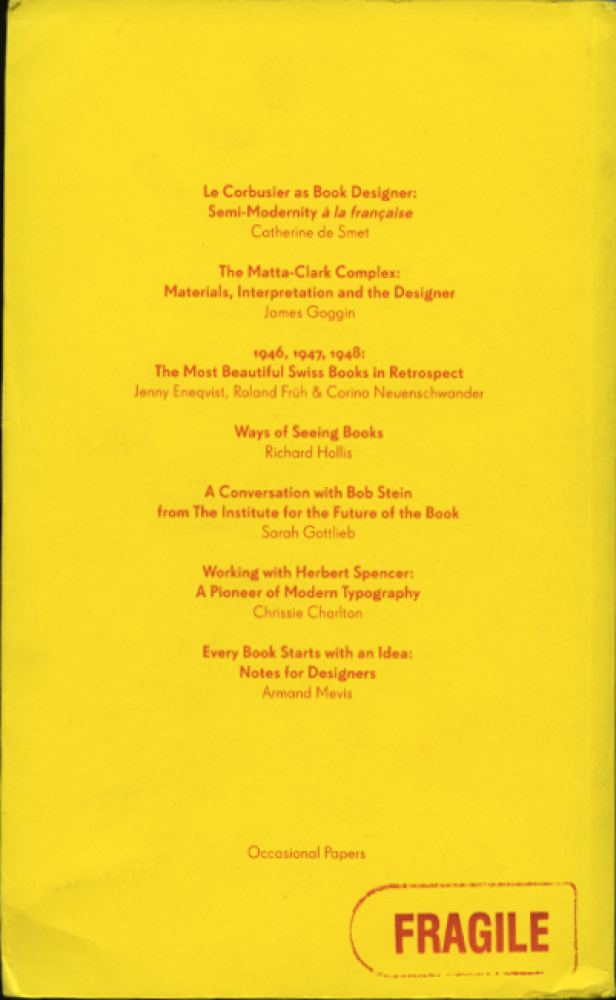 Le Corbusier as Book Designer:
Semi-Modernity à la française
Catherine de Smet
The Matta-Clark Complex:
Materials, Interpretation and the Designer
James Goggin
1946, 1947, 1948:
The Most Beautiful Swiss Books in Retrospect
Jenny Eneqvist, Roland Früh & Corina Neuenschwander
Ways of Seeing Books
Richard Hollis
A Conversation with Bob Stein
from The Institute for the Future of the Book
Sarah Gottlieb
Working with Herbert Spencer:
A Pioneer of Modern Typography
Chrissie Charlton
Every Book Starts with an Idea:
Notes for Designers
Armand Mevis
Occasional Papers
FRAGILE